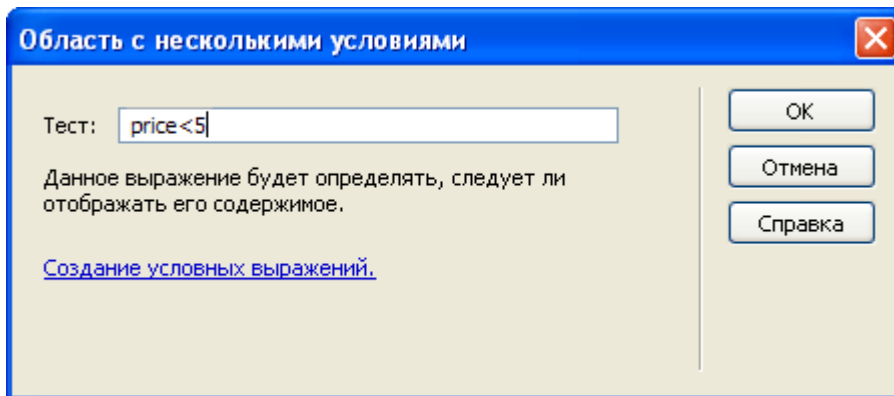 Область с несколькими условиями
Тест: price<5
Данное выражение будет определять, следует ли
отображать его содержимое.
Создание условных выражений.
ОК
Отмена
Справка